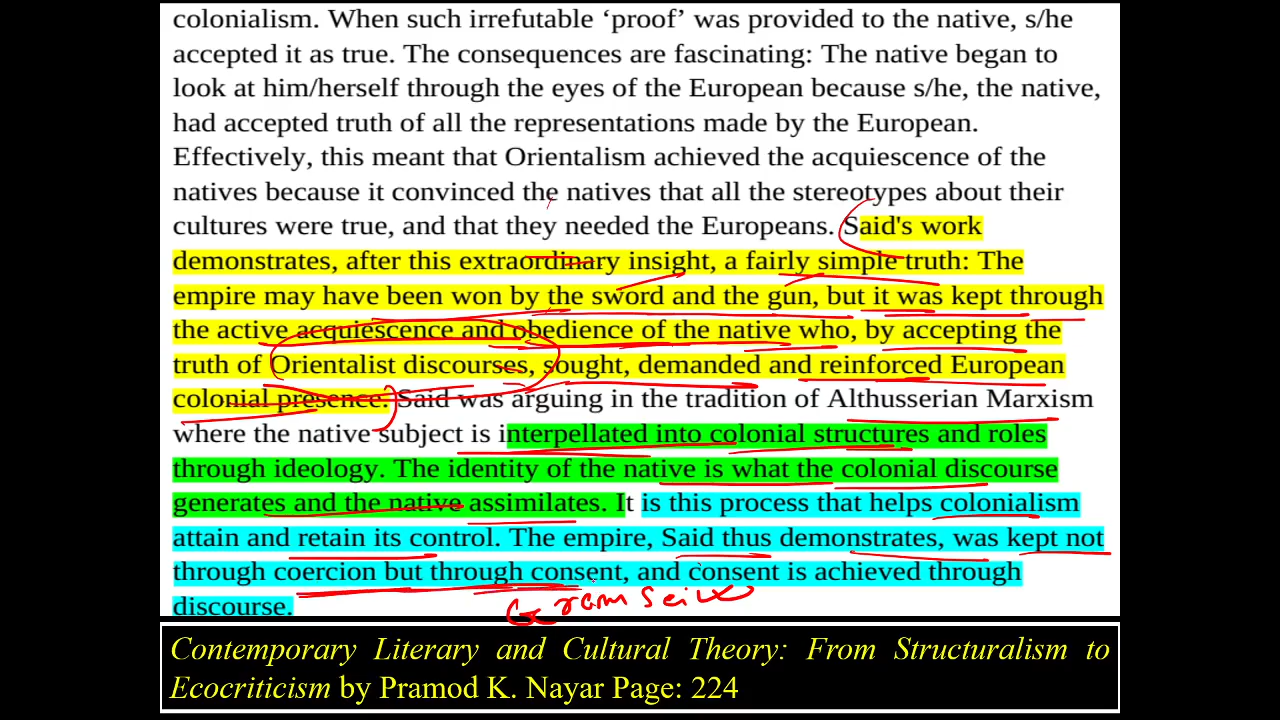 colonialism. When such irrefutable ‘proof’ was provided to the native, s/he
accepted it as true. The consequences are fascinating: The native began to
look at him/herself through the eyes of the European because s/he, the native,
had accepted truth of all the representations made by the European.
Effectively, this meant that Orientalism achieved the acquiescence of the
natives because it convinced the natives that all the stereotypes about their
cultures were true, and that they needed the Europeans. Said's work
demonstrates, after this extraordinary insight, a fairly simple truth: The
empire may have been won by the sword and the gun, but it was kept through
the active acquiescence and obedience of the native who, by accepting the
truth of Orientalist discourses, sought, demanded and reinforced European
colonial presence. Said was arguing in the tradition of Althusserian Marxism
where the native subject is interpellated into colonial structures and roles
through ideology. The identity of the native is what the colonial discourse
generates and the native assimilates. It is this process that helps colonialism
attain and retain its control. The empire, Said thus demonstrates, was kept not
through coercion but through consent, and consent is achieved through
discourse.
Contemporary Literary and Cultural Theory: From Structuralism to
Ecocriticism by Pramod K. Nayar Page: 224